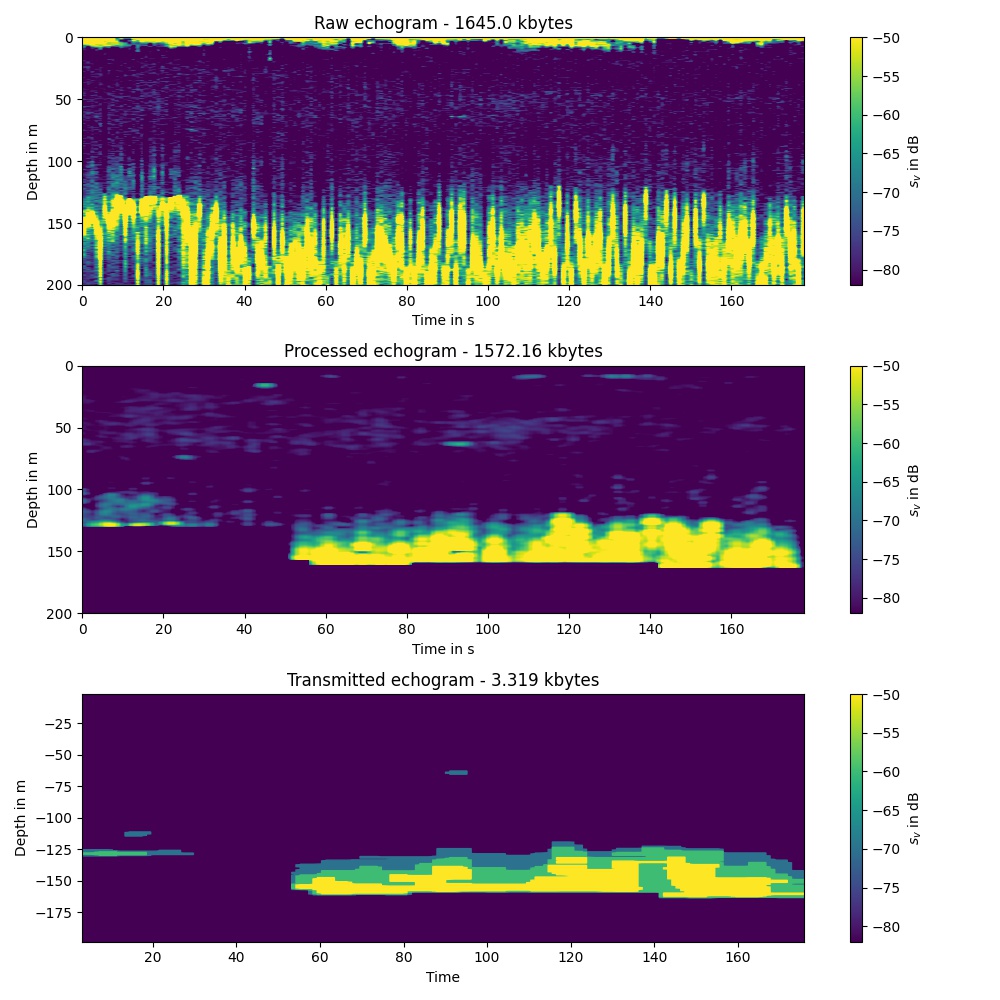 Raw echogram - 1645.0 kbytes
0
50
100
150
200
Depth in m
0 20 40 60 80 100 120 140 160
Time in s
−50
−55
−60
−65
−70
−75
−80
sv in dB
Processed echogram - 1572.16 kbytes
0
50
100
150
200
Depth in m
0 20 40 60 80 100 120 140 160
Time in s
−50
−55
−60
−65
−70
−75
−80
sv in dB
Transmitted echogram - 3.319 kbytes
−25
−50
−75
−100
−125
−150
−175
Depth in m
20 40 60 80 100 120 140 160
Time
−50
−55
−60
−65
−70
−75
−80
sv in dB